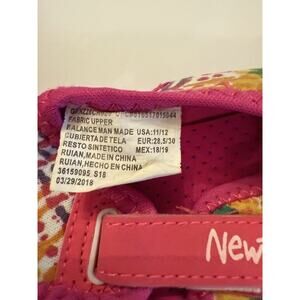 FABRIC UPPER
BALANCE MAN MADE USA:11/12
CUBIERTA DE TELA EUR:28,5/30
RESTO SINTETICO MEX:18/19
RUIAN,MADE IN CHINA
RUIAN,HECHO EN CHINA
36159095 S18
03/29/2018
New